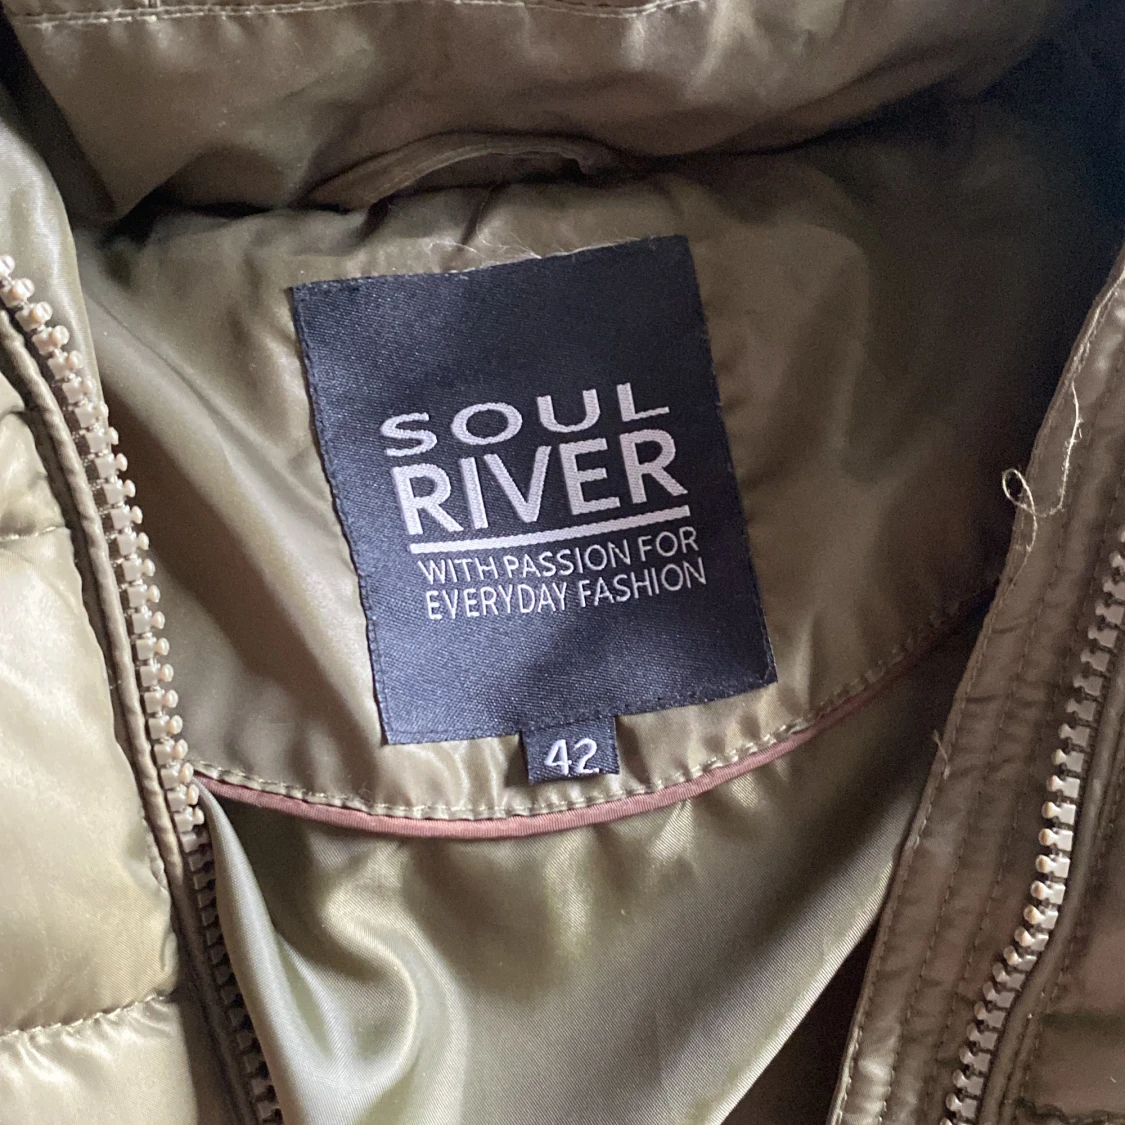 SOUL
RIVER
WITH PASSION FOR
EVERYDAY FASHION
42